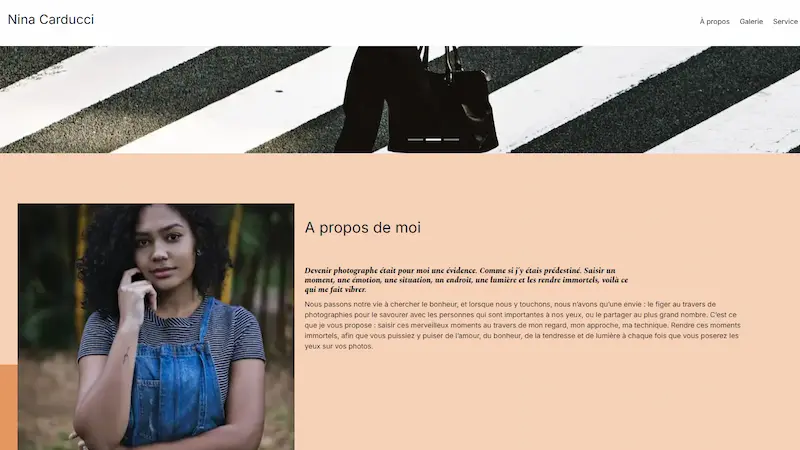 Nina Carducci
À propos
Galerie
Service
A propos de moi
Devenir photographe était pour moi une évidence. Comme si j'y étais prédestiné. Saisir un
moment, une émotion, une situation, un endroit, une lumière et les rendre immortels, voilà ce
qui me fait vibrer.
Nous passons notre vie à chercher le bonheur, et lorsque nous y touchons, nous n'avons qu'une envie : le figer au travers de
photographies pour le savourer avec les personnes qui sont importantes à nos yeux, ou le partager au plus grand nombre. C'est ce
que je vous propose : saisir ces merveilleux moments au travers de mon regard, mon approche, ma technique. Rendre ces moments
immortels, afin que vous puissiez y puiser de l'amour, du bonheur, de la tendresse et de lumière à chaque fois que vous poserez les
yeux sur vos photos.